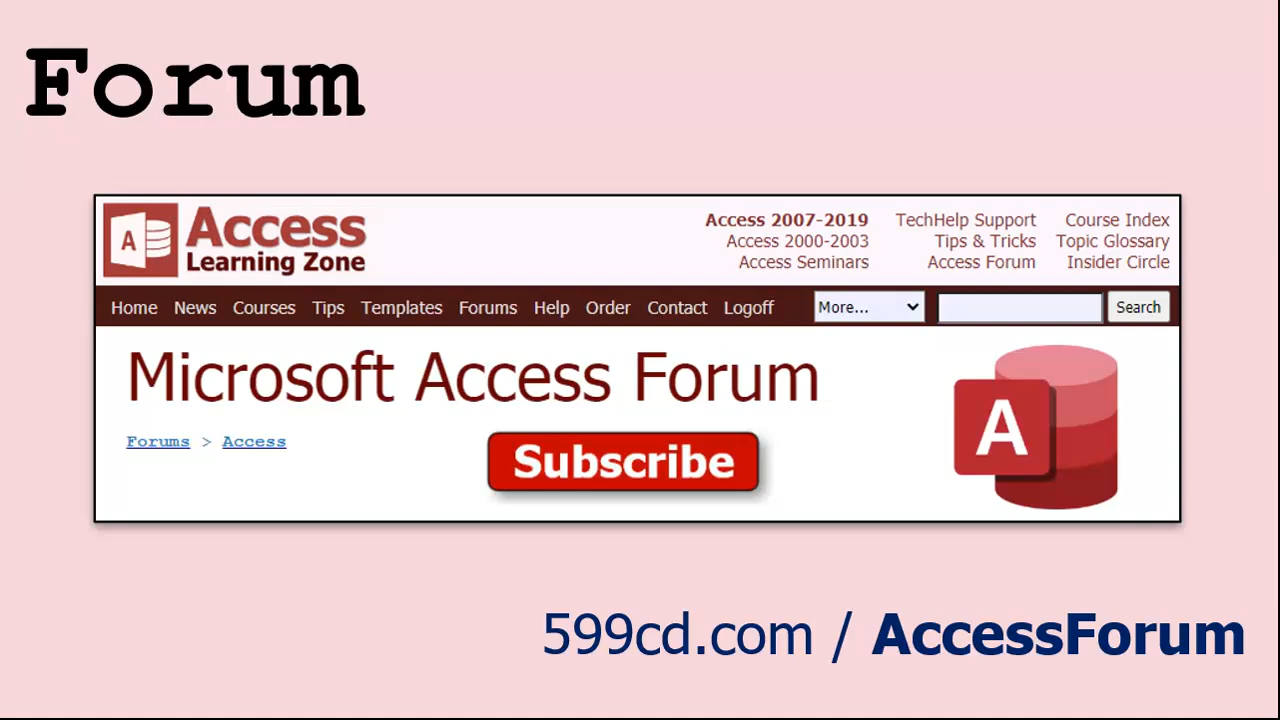 Forum
Access
Learning Zone
Access 2007-2019 TechHelp Support Course Index
Access 2000-2003 Tips & Tricks Topic Glossary
Access Seminars Access Forum Insider Circle
Home News Courses Tips Templates Forums Help Order Contact Logoff More... Search
Microsoft Access Forum
Forums > Access
Subscribe
A
A
599cd.com / AccessForum